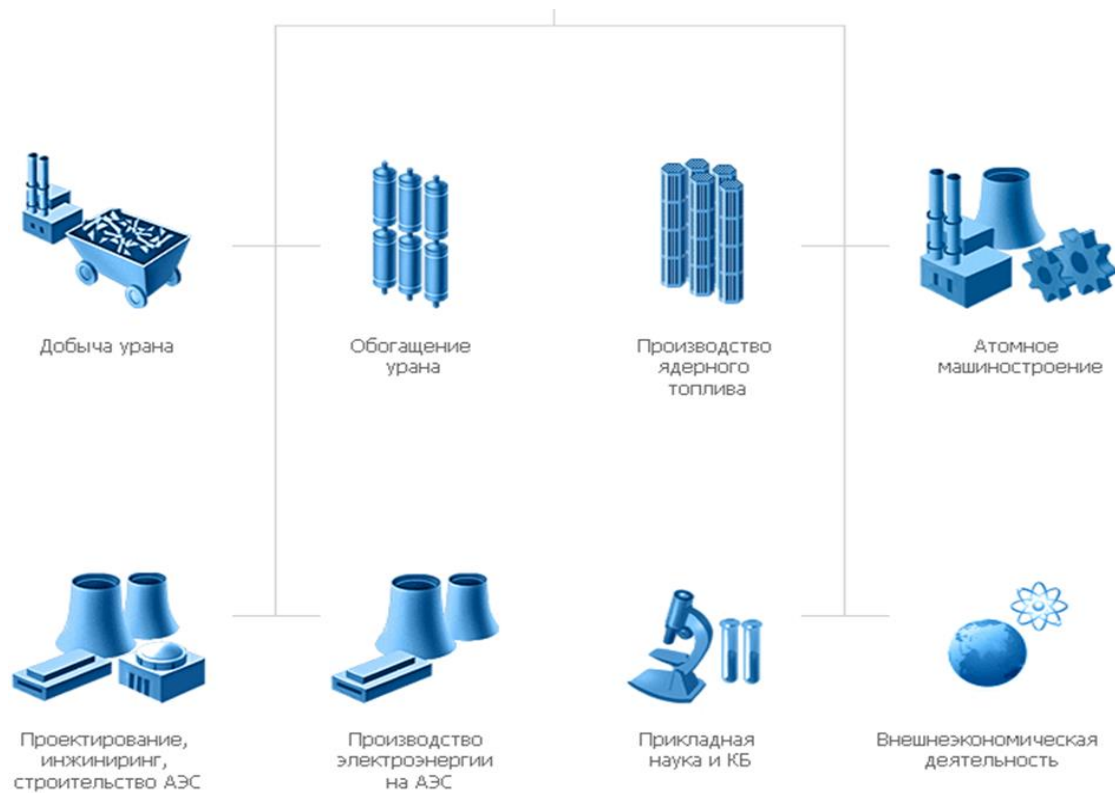 Добыча урана
Обогащение
урана
Производство
ядерного
топлива
Атомное
машиностроение
Проектирование,
инжиниринг,
строительство АЭС
Производство
электроэнергии
на АЭС
Прикладная
наука и КБ
Внешнеэкономическая
деятельность